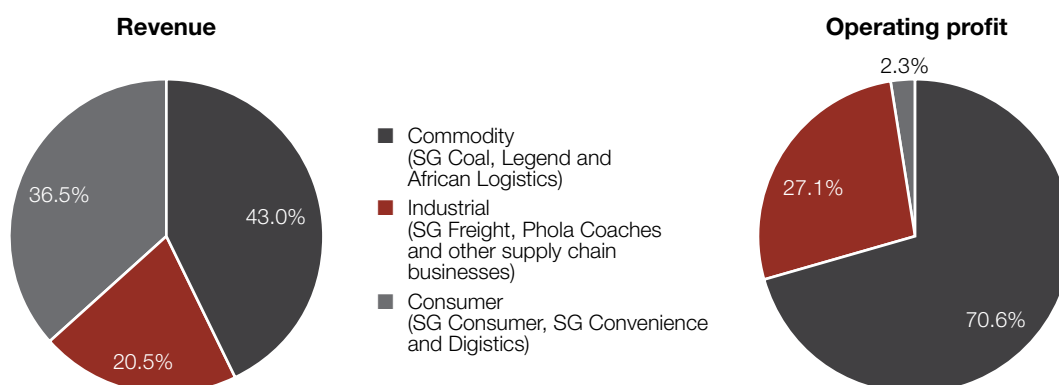 Revenue
36.5%
43.0%
20.5%
Commodity
(SG Coal, Legend and
African Logistics)
Industrial
(SG Freight, Phola Coaches
and other supply chain
businesses)
Consumer
(SG Consumer, SG Convenience
and Digistics)
Operating profit
2.3%
27.1%
70.6%